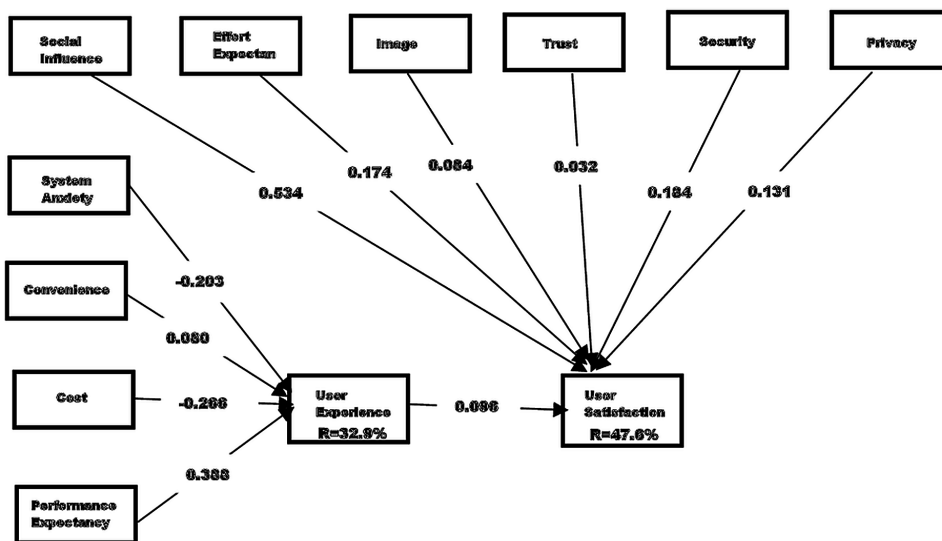 Social
Influence
Effort
Expectan
Image
Trust
Security
Privacy
0.534
0.174
0.084
0.032
0.184
0.131
System
Anxiety
-0.203
Convenience
0.080
Cost
-0.266
User
Experience
R=32.9%
0.096
User
Satisfaction
R=47.6%
0.388
Performance
Expectancy